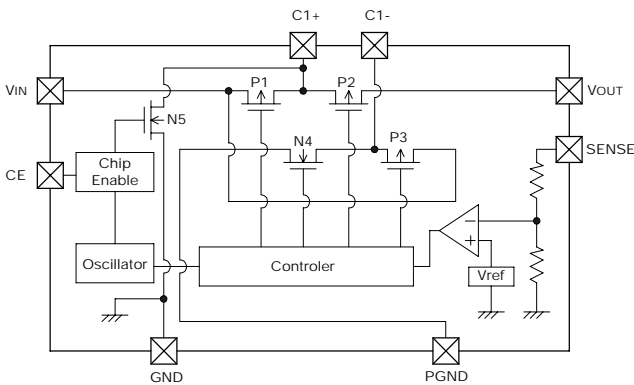 C1+ C1-
VIN P1 P2 VOUT
N5
N4 P3 SENSE
CE
Chip
Enable
−
+
Oscillator Controler Vref
GND PGND